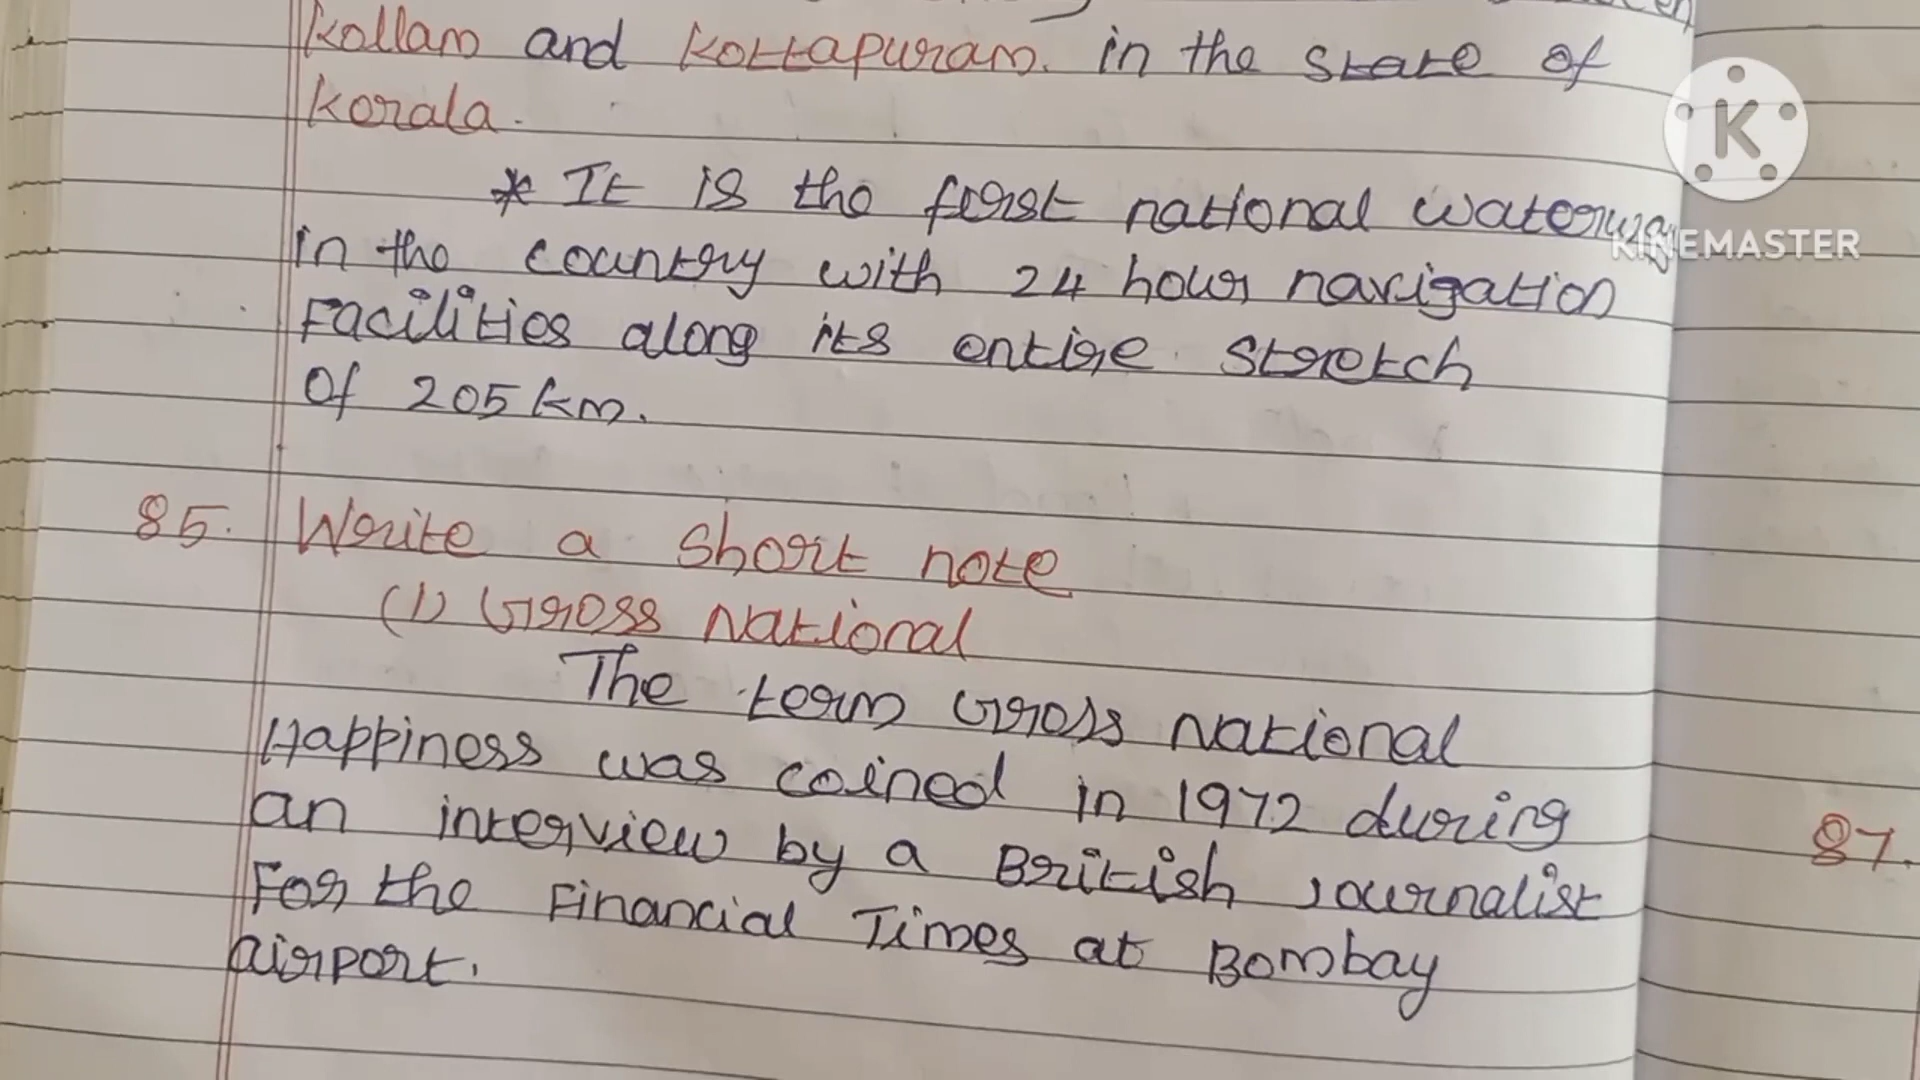 Kollam and Kottapuram. in the State of
Kerala.
* It is the first national waterway
in the country with 24 hour navigation
Facilities along its entire stretch
Of 205 km.
85. Write a short note
(1) Gross National
The term Gross National
Happiness was coined in 1972 during
an interview by a British Journalist
For the Financial Times at Bombay
airport.
87.
K
KINEMASTER